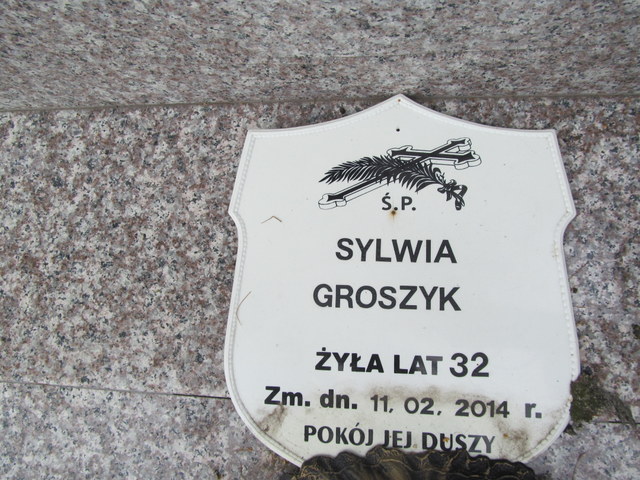 Ś.P.
SYLWIA
GROSZYK
ŻYŁA LAT 32
Zm. dn. 11, 02, 2014 r.
POKÓJ JEJ DUSZY